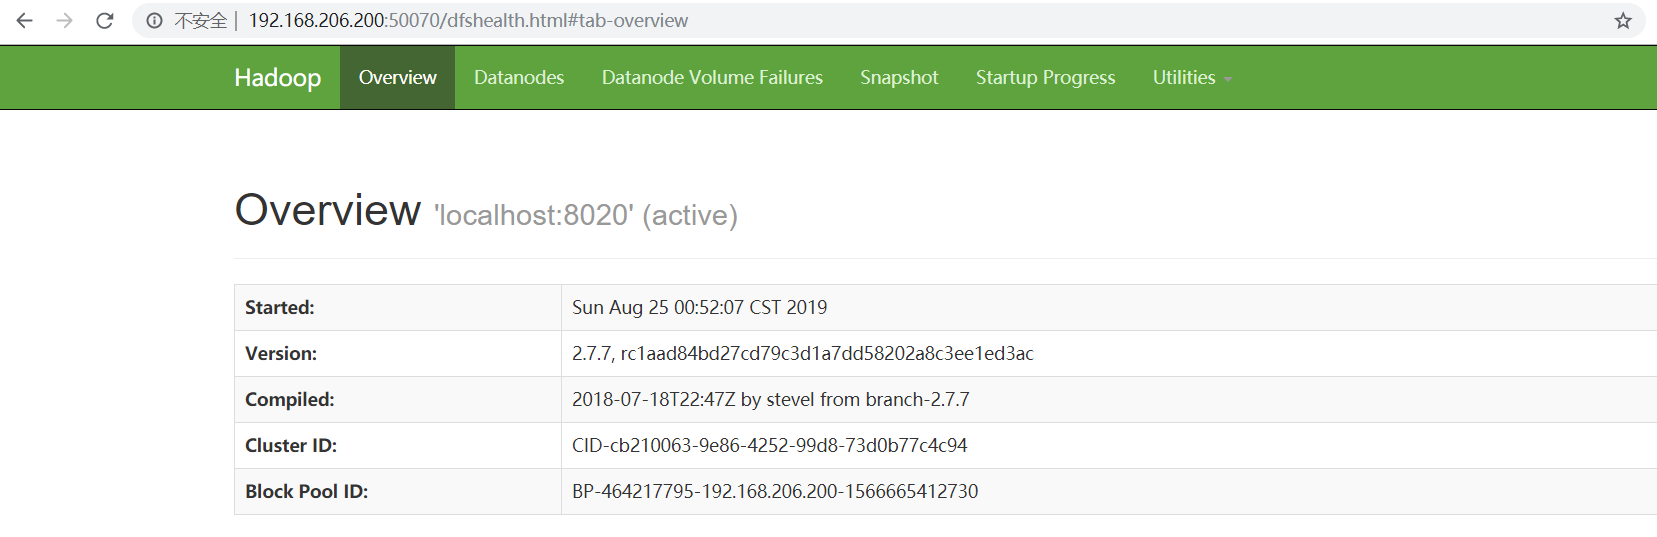 不安全 | 192.168.206.200:50070/dfshealth.html#tab-overview
Hadoop Overview Datanodes Datanode Volume Failures Snapshot Startup Progress Utilities
Overview 'localhost:8020' (active)
Started: Sun Aug 25 00:52:07 CST 2019
Version: 2.7.7, rc1aad84bd27cd79c3d1a7dd58202a8c3ee1ed3ac
Compiled: 2018-07-18T22:47Z by stevel from branch-2.7.7
Cluster ID: CID-cb210063-9e86-4252-99d8-73d0b77c4c94
Block Pool ID: BP-464217795-192.168.206.200-1566665412730